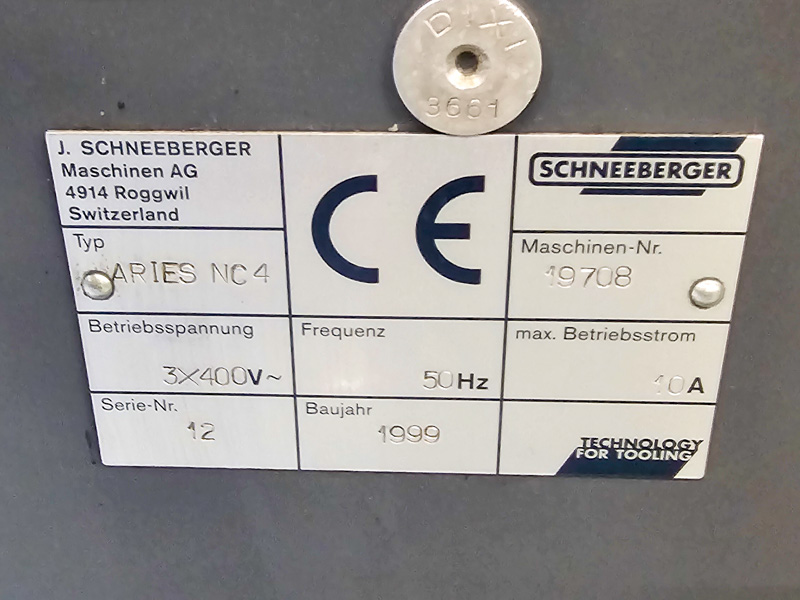 DIXI
3661
J. SCHNEEBERGER
Maschinen AG
4914 Roggwil
Switzerland
CE
SCHNEEBERGER
Typ
ARIES NC4
Maschinen-Nr.
19708
Betriebsspannung
3X400V~
Frequenz
50Hz
max. Betriebsstrom
10A
Serie-Nr.
12
Baujahr
1999
TECHNOLOGY
FOR TOOLING